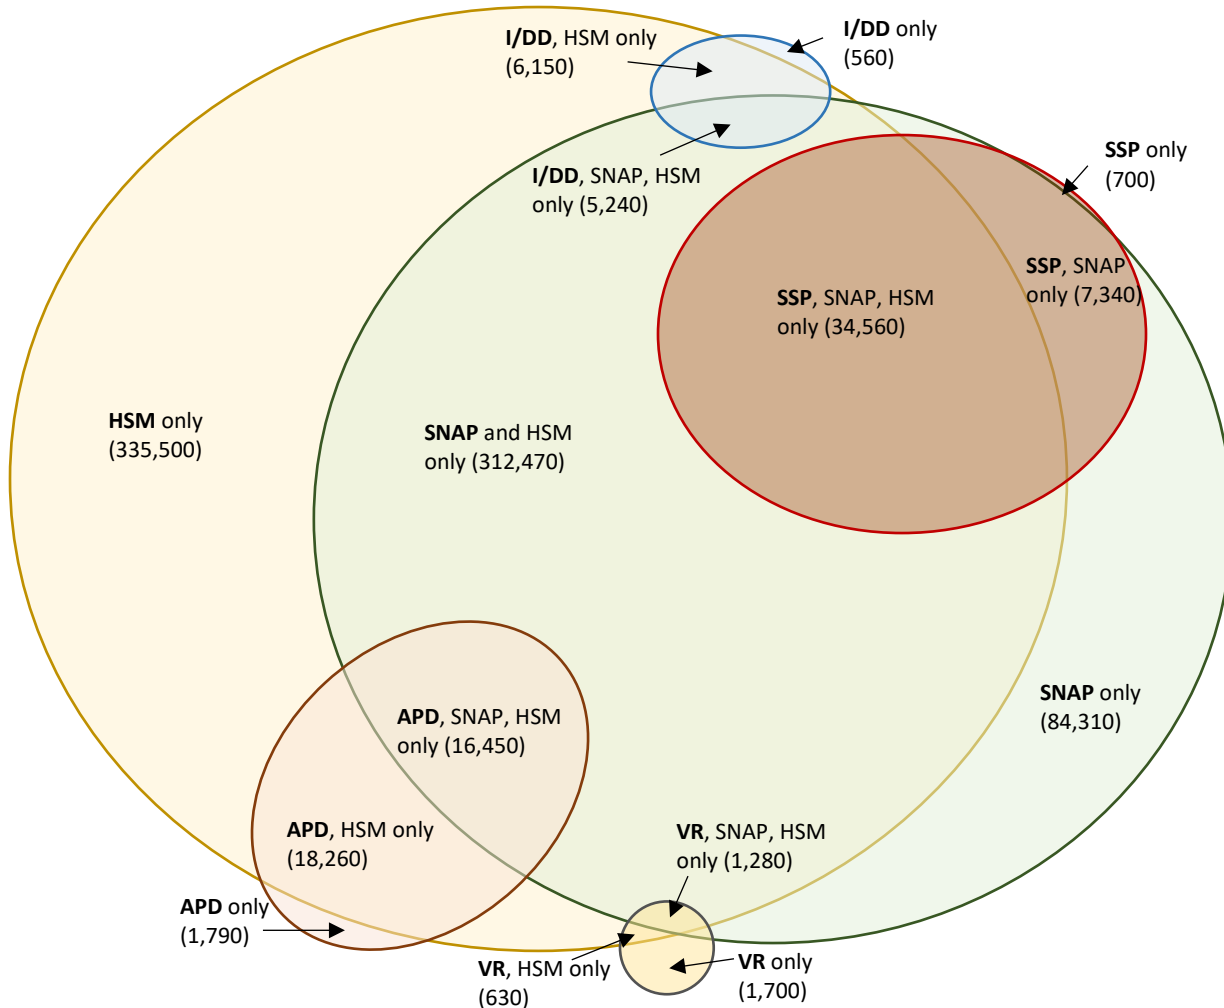 I/DD, HSM only
(6,150)
I/DD only
(560)
I/DD, SNAP, HSM
only (5,240)
SSP only
(700)
SSP, SNAP
only (7,340)
SSP, SNAP, HSM
only (34,560)
HSM only
(335,500)
SNAP and HSM
only (312,470)
SNAP only
(84,310)
APD, SNAP, HSM
only (16,450)
APD, HSM only
(18,260)
VR, SNAP, HSM
only (1,280)
APD only
(1,790)
VR, HSM only
(630)
VR only
(1,700)